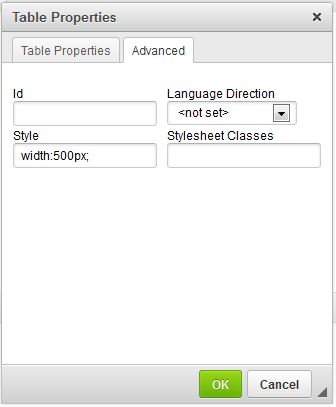 Table Properties
Table Properties Advanced
Id Language Direction
<not set>
Style Stylesheet Classes
width:500px;
OK Cancel